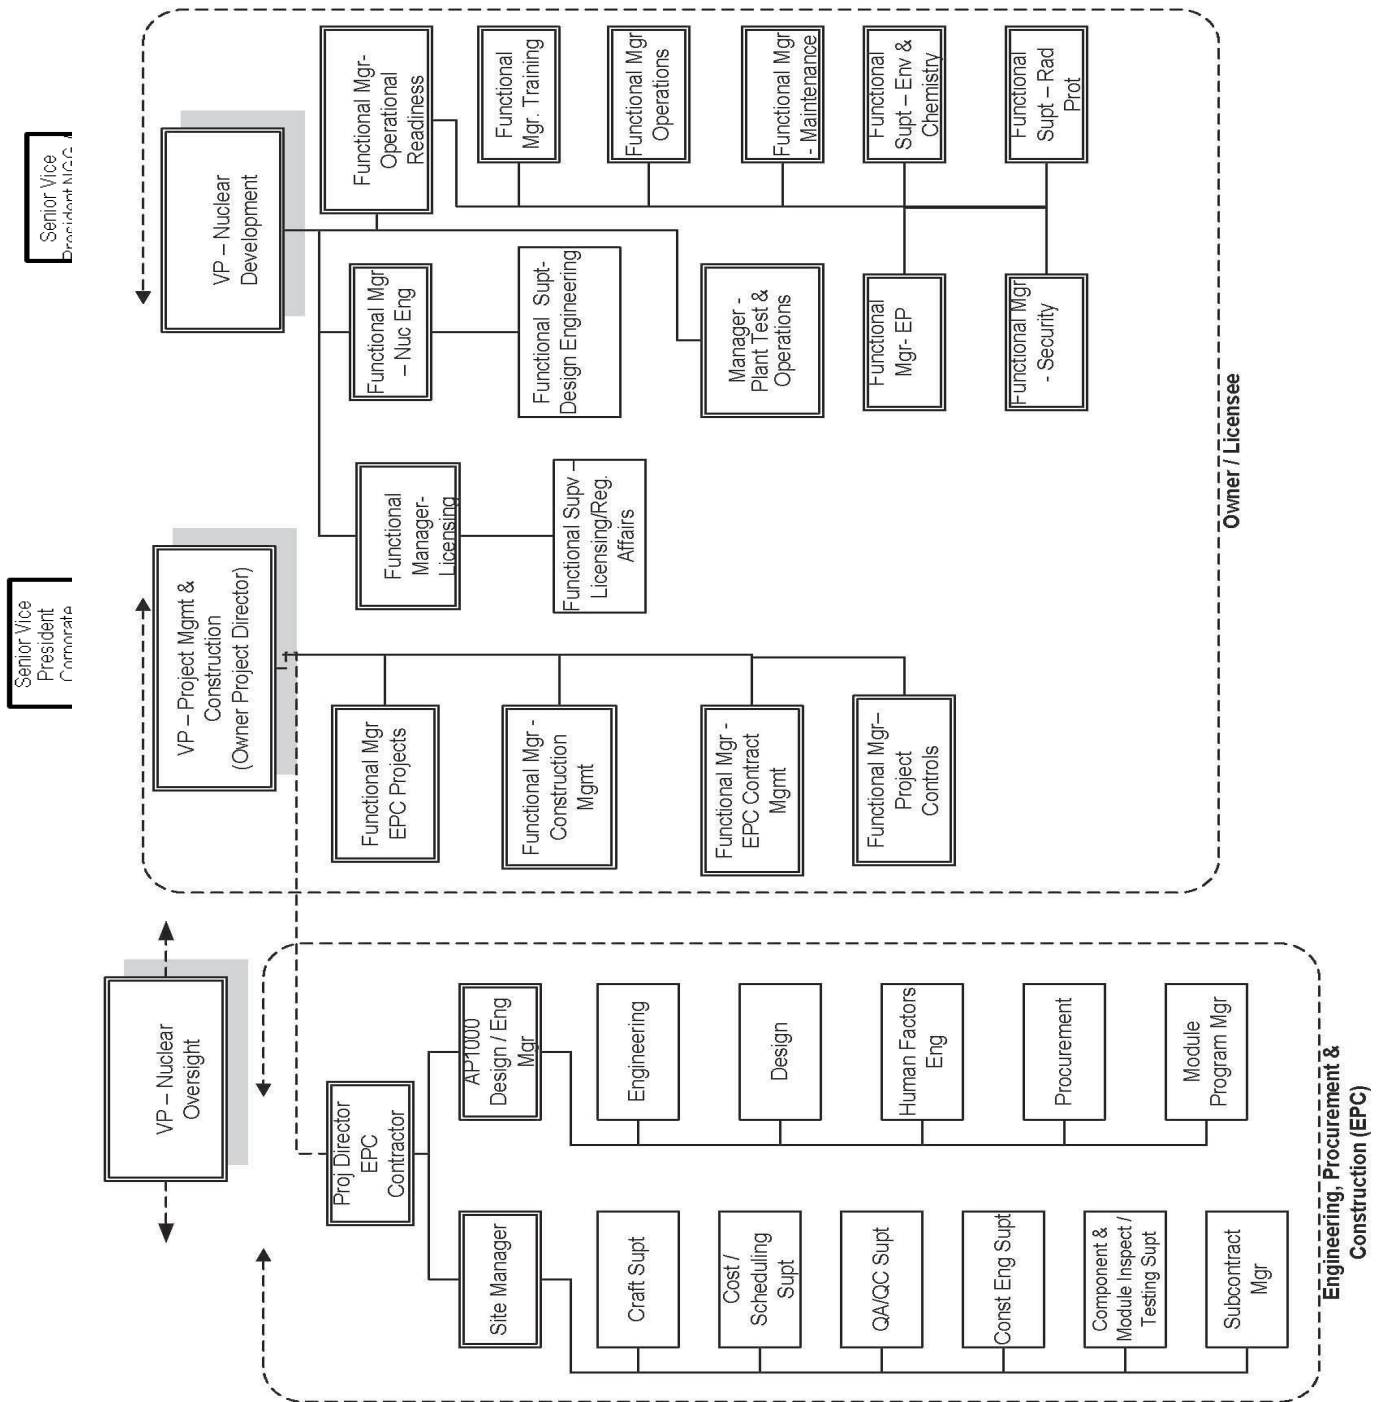 Senior Vice
President
Corporate
Senior Vice
President NGG
VP – Nuclear
Oversight
VP – Project Mgmt &
Construction
(Owner Project Director)
VP – Nuclear
Development
Proj Director
EPC
Contractor
Site Manager
AP1000
Design / Eng
Mgr
Craft Supt
Cost /
Scheduling
Supt
QA/QC Supt
Const Eng Supt
Component &
Module Inspect /
Testing Supt
Subcontract
Mgr
Engineering
Design
Human Factors
Eng
Procurement
Module
Program Mgr
Engineering, Procurement &
Construction (EPC)
Functional Mgr
EPC Projects
Functional Mgr -
Construction
Mgmt
Functional Mgr -
EPC Contract
Mgmt
Functional Mgr–
Project
Controls
Functional
Manager-
Licensing
Functional Supv –
Licensing/Reg.
Affairs
Functional Mgr
– Nuc Eng
Functional Supt-
Design Engineering
Functional Mgr-
Operational
Readiness
Manager -
Plant Test &
Operations
Functional
Mgr. Training
Functional Mgr
Operations
Functional Mgr
- Maintenance
Functional
Supt – Env &
Chemistry
Functional
Supt – Rad
Prot
Functional
Mgr- EP
Functional Mgr
- Security
Owner / Licensee